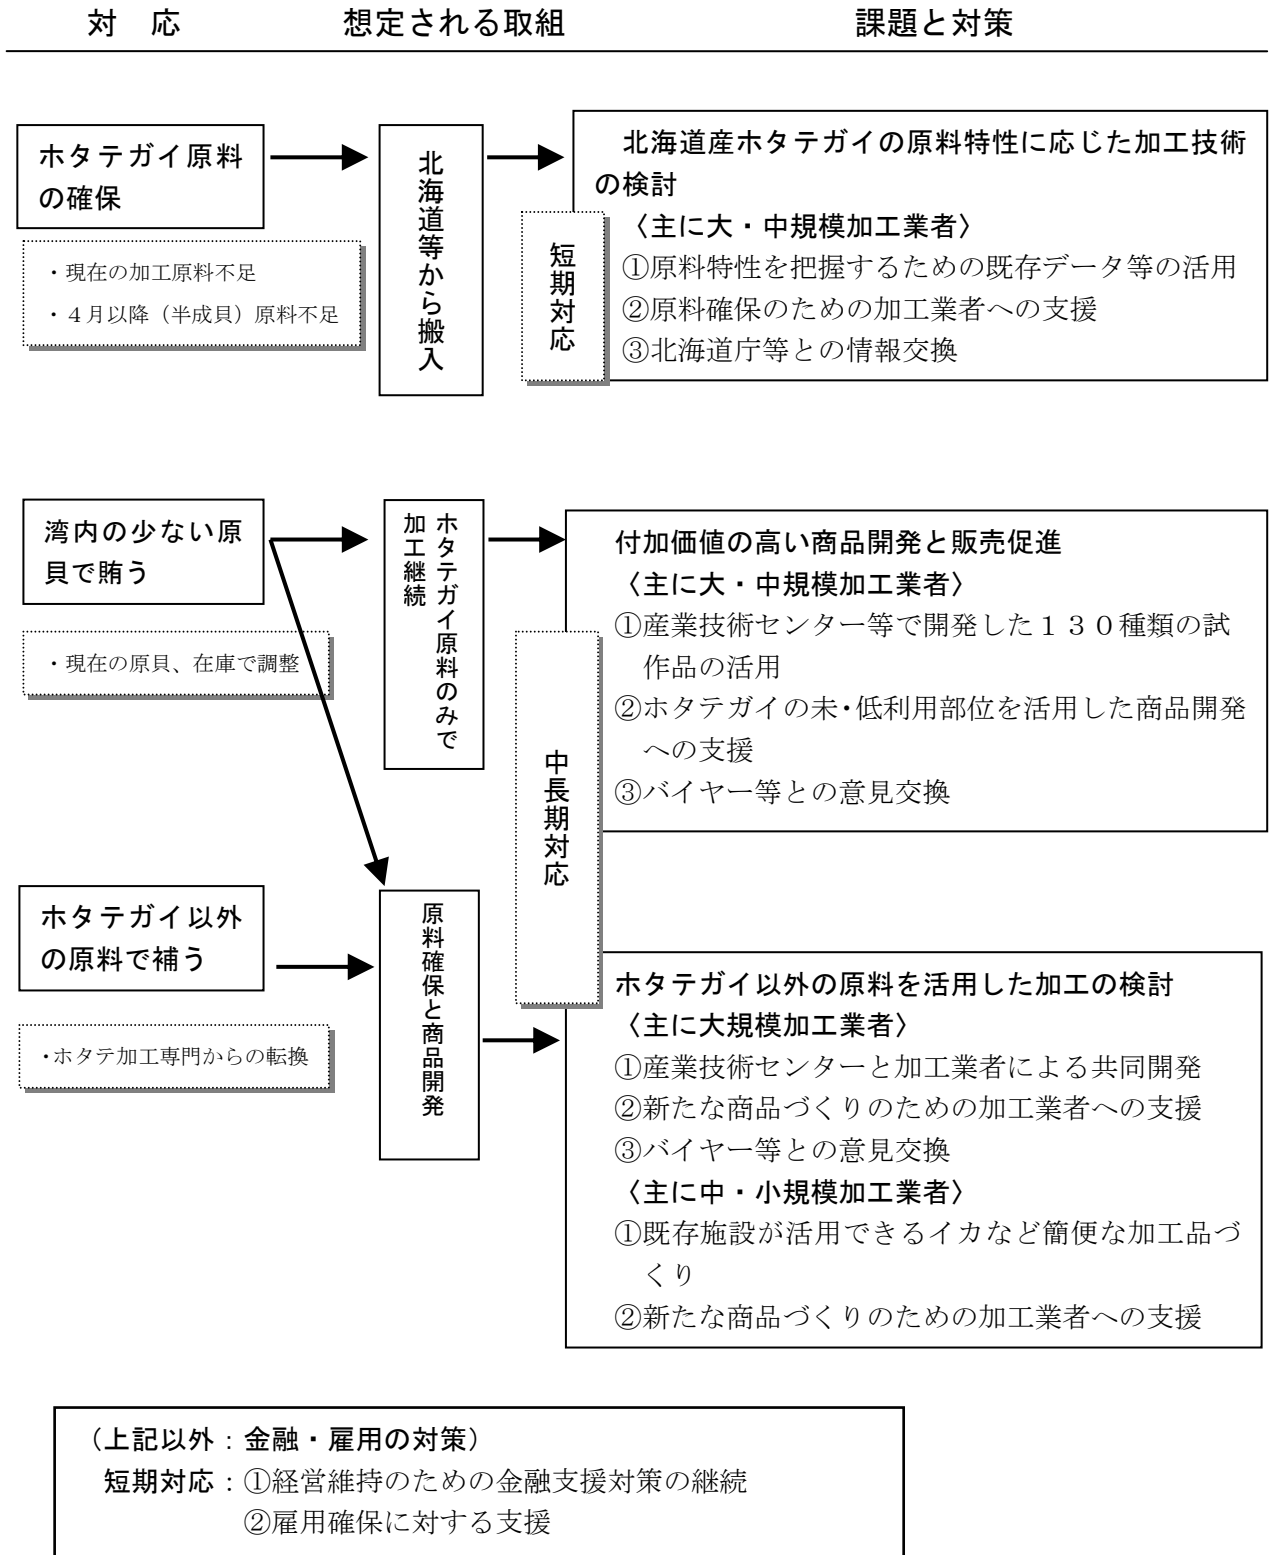 対　応　想定される取組　課題と対策
ホタテガイ原料
の確保
・現在の加工原料不足
・４月以降（半成貝）原料不足
北海道等から搬入
短期対応
北海道産ホタテガイの原料特性に応じた加工技術
の検討
〈主に大・中規模加工業者〉
①原料特性を把握するための既存データ等の活用
②原料確保のための加工業者への支援
③北海道庁等との情報交換
湾内の少ない原
貝で賄う
・現在の原貝、在庫で調整
ホタテガイ原料のみで
加工継続
中長期対応
付加価値の高い商品開発と販売促進
〈主に大・中規模加工業者〉
①産業技術センター等で開発した１３０種類の試
作品の活用
②ホタテガイの未・低利用部位を活用した商品開発
への支援
③バイヤー等との意見交換
ホタテガイ以外
の原料で補う
・ホタテ加工専門からの転換
原料確保と商品開発
ホタテガイ以外の原料を活用した加工の検討
〈主に大規模加工業者〉
①産業技術センターと加工業者による共同開発
②新たな商品づくりのための加工業者への支援
③バイヤー等との意見交換
〈主に中・小規模加工業者〉
①既存施設が活用できるイカなど簡便な加工品づ
くり
②新たな商品づくりのための加工業者への支援
（上記以外：金融・雇用の対策）
短期対応：①経営維持のための金融支援対策の継続
②雇用確保に対する支援